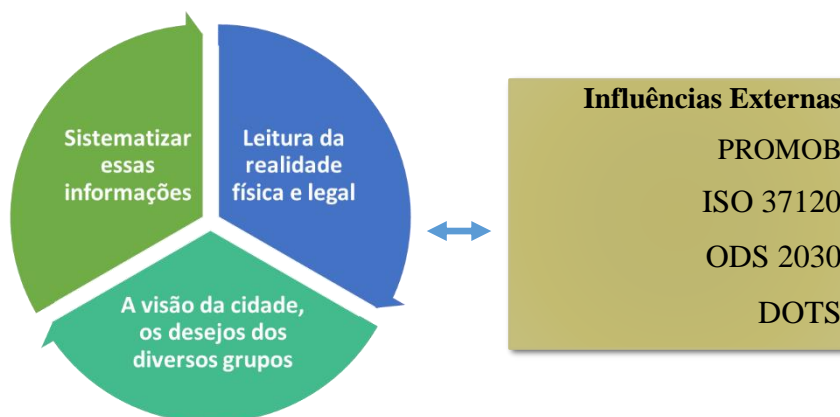 Sistematizar
essas
informações
Leitura da
realidade
física e legal
A visão da cidade,
os desejos dos
diversos grupos
Influências Externas
PROMOB
ISO 37120
ODS 2030
DOTS